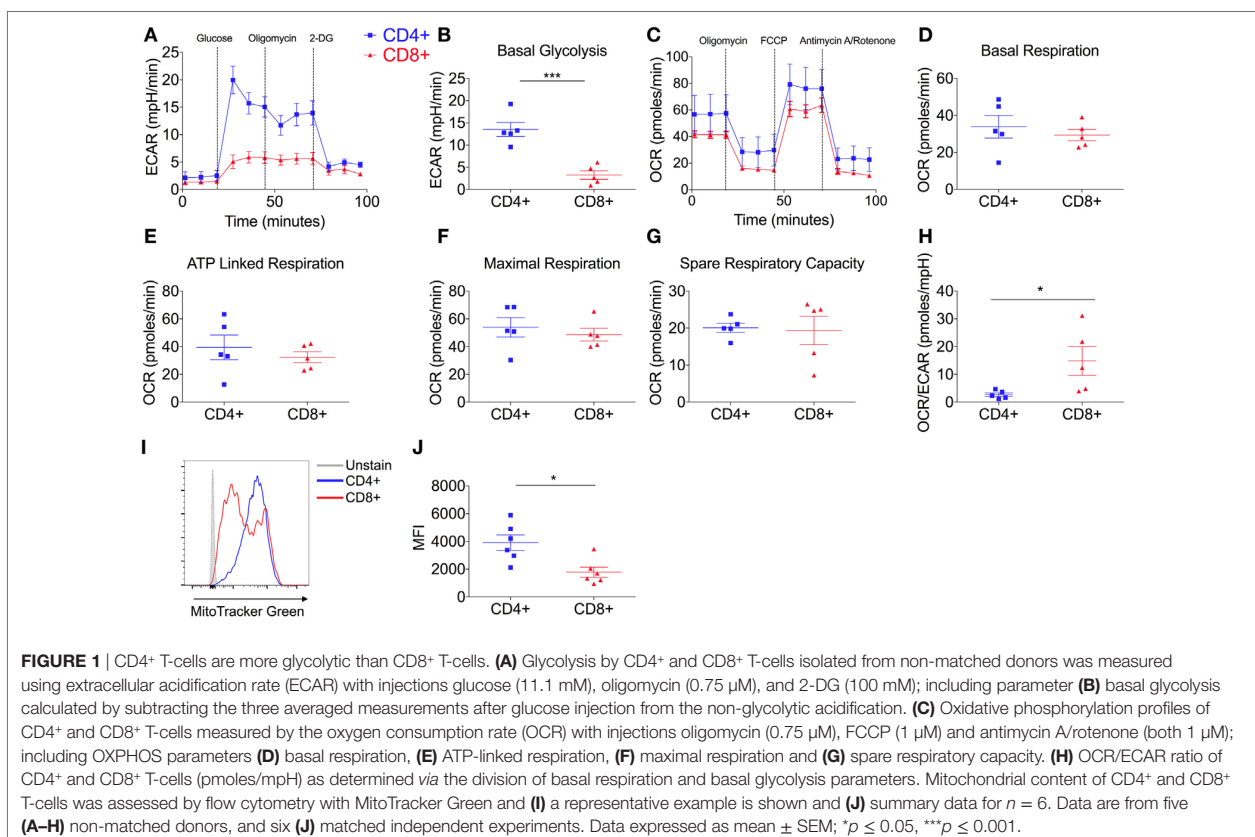 A
Glucose
Oligomycin
2-DG
CD4+
CD8+
ECAR (mpH/min)
25
20
15
10
5
0
0
50
100
Time (minutes)
B
Basal Glycolysis
***
ECAR (mpH/min)
25
20
15
10
5
0
CD4+
CD8+
C
Oligomycin
FCCP
Antimycin A/Rotenone
OCR (pmoles/min)
100
80
60
40
20
0
0
50
100
Time (minutes)
D
Basal Respiration
OCR (pmoles/min)
80
60
40
20
0
CD4+
CD8+
E
ATP Linked Respiration
OCR (pmoles/min)
80
60
40
20
0
CD4+
CD8+
F
Maximal Respiration
OCR (pmoles/min)
80
60
40
20
0
CD4+
CD8+
G
Spare Respiratory Capacity
OCR (pmoles/min)
30
20
10
0
CD4+
CD8+
H
*
OCR/ECAR (pmoles/mpH)
40
30
20
10
0
CD4+
CD8+
I
Unstain
CD4+
CD8+
MitoTracker Green
J
*
MFI
8000
6000
4000
2000
0
CD4+
CD8+
FIGURE 1 | CD4⁺ T-cells are more glycolytic than CD8⁺ T-cells. (A) Glycolysis by CD4⁺ and CD8⁺ T-cells isolated from non-matched donors was measured
using extracellular acidification rate (ECAR) with injections glucose (11.1 mM), oligomycin (0.75 µM), and 2-DG (100 mM); including parameter (B) basal glycolysis
calculated by subtracting the three averaged measurements after glucose injection from the non-glycolytic acidification. (C) Oxidative phosphorylation profiles of
CD4⁺ and CD8⁺ T-cells measured by the oxygen consumption rate (OCR) with injections oligomycin (0.75 µM), FCCP (1 µM) and antimycin A/rotenone (both 1 µM);
including OXPHOS parameters (D) basal respiration, (E) ATP-linked respiration, (F) maximal respiration and (G) spare respiratory capacity. (H) OCR/ECAR ratio of
CD4⁺ and CD8⁺ T-cells (pmoles/mpH) as determined via the division of basal respiration and basal glycolysis parameters. Mitochondrial content of CD4⁺ and CD8⁺
T-cells was assessed by flow cytometry with MitoTracker Green and (I) a representative example is shown and (J) summary data for n = 6. Data are from five
(A–H) non-matched donors, and six (J) matched independent experiments. Data expressed as mean ± SEM; *p ≤ 0.05, ***p ≤ 0.001.